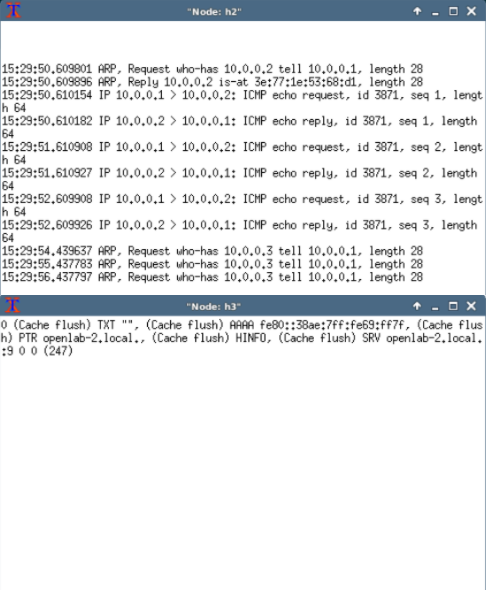 "Node: h2"
15:29:50.609801 ARP, Request who-has 10.0.0.2 tell 10.0.0.1, length 28
15:29:50.609896 ARP, Reply 10.0.0.2 is-at 3e:77:1e:53:68:d1, length 28
15:29:50.610154 IP 10.0.0.1 > 10.0.0.2: ICMP echo request, id 3871, seq 1, lengt
h 64
15:29:50.610182 IP 10.0.0.2 > 10.0.0.1: ICMP echo reply, id 3871, seq 1, length
64
15:29:51.610908 IP 10.0.0.1 > 10.0.0.2: ICMP echo request, id 3871, seq 2, lengt
h 64
15:29:51.610927 IP 10.0.0.2 > 10.0.0.1: ICMP echo reply, id 3871, seq 2, length
64
15:29:52.609908 IP 10.0.0.1 > 10.0.0.2: ICMP echo request, id 3871, seq 3, lengt
h 64
15:29:52.609926 IP 10.0.0.2 > 10.0.0.1: ICMP echo reply, id 3871, seq 3, length
64
15:29:54.439637 ARP, Request who-has 10.0.0.3 tell 10.0.0.1, length 28
15:29:55.437783 ARP, Request who-has 10.0.0.3 tell 10.0.0.1, length 28
15:29:56.437797 ARP, Request who-has 10.0.0.3 tell 10.0.0.1, length 28
"Node: h3"
0 (Cache flush) TXT "", (Cache flush) AAAA fe80::38ae:7ff:fe69:ff7f, (Cache flus
h) PTR openlab-2.local., (Cache flush) HINFO, (Cache flush) SRV openlab-2.local.
:9 0 0 (247)